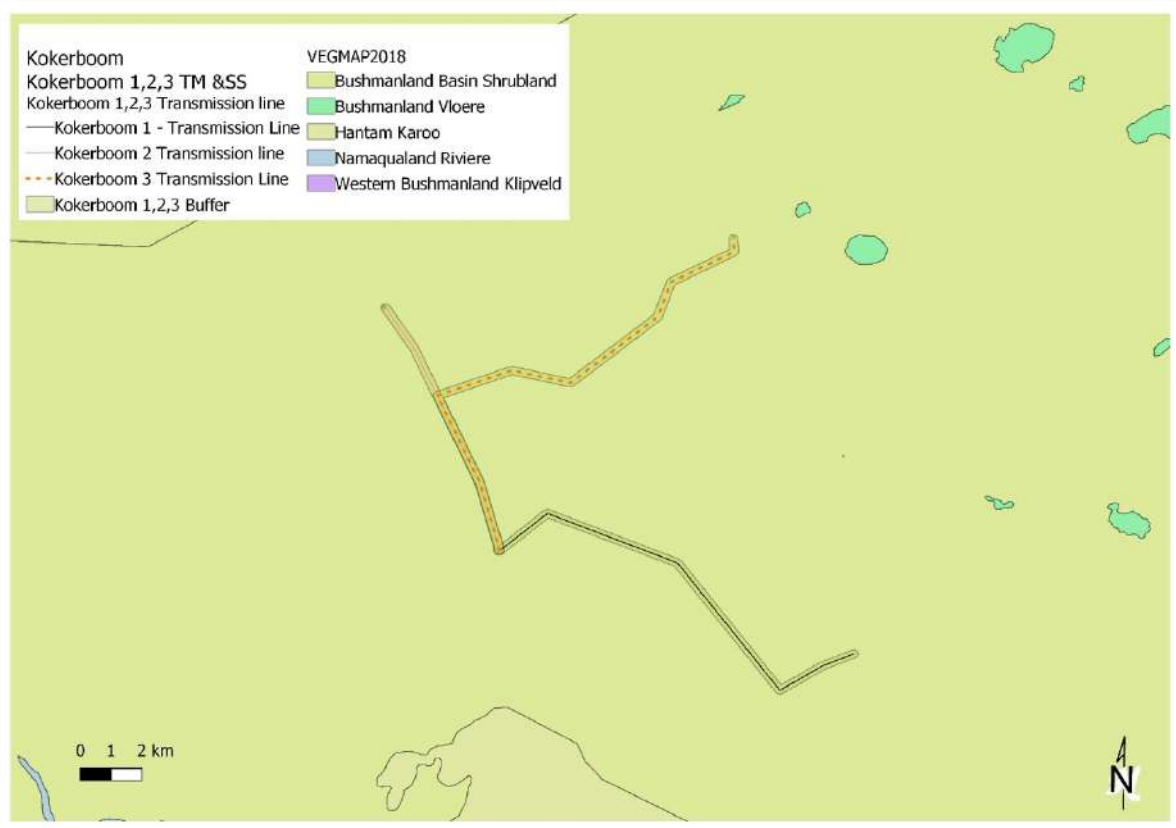 Kokerboom
Kokerboom 1,2,3 TM &SS
Kokerboom 1,2,3 Transmission line
Kokerboom 1 - Transmission Line
Kokerboom 2 Transmission line
Kokerboom 3 Transmission Line
Kokerboom 1,2,3 Buffer
VEGMAP2018
Bushmanland Basin Shrubland
Bushmanland Vloere
Hantam Karoo
Namaqualand Riviere
Western Bushmanland Klipveld
0 1 2 km
N